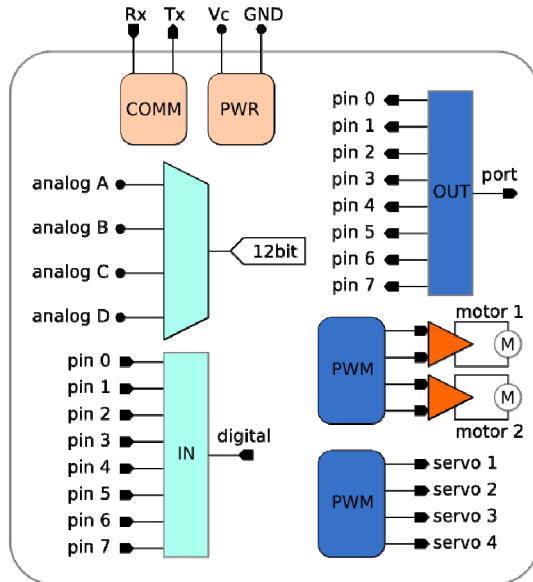 Rx Tx Vc GND
COMM PWR
analog A
analog B
analog C
analog D
12bit
pin 0
pin 1
pin 2
pin 3
pin 4
pin 5
pin 6
pin 7
IN
digital
pin 0
pin 1
pin 2
pin 3
pin 4
pin 5
pin 6
pin 7
OUT
port
PWM
motor 1
M
M
motor 2
PWM
servo 1
servo 2
servo 3
servo 4